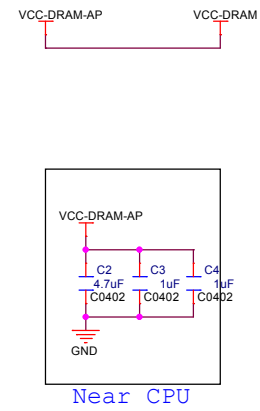 VCC-DRAM-AP VCC-DRAM
VCC-DRAM-AP
C2 C3 C4
4.7uF 1uF 1uF
C0402 C0402 C0402
GND
Near CPU